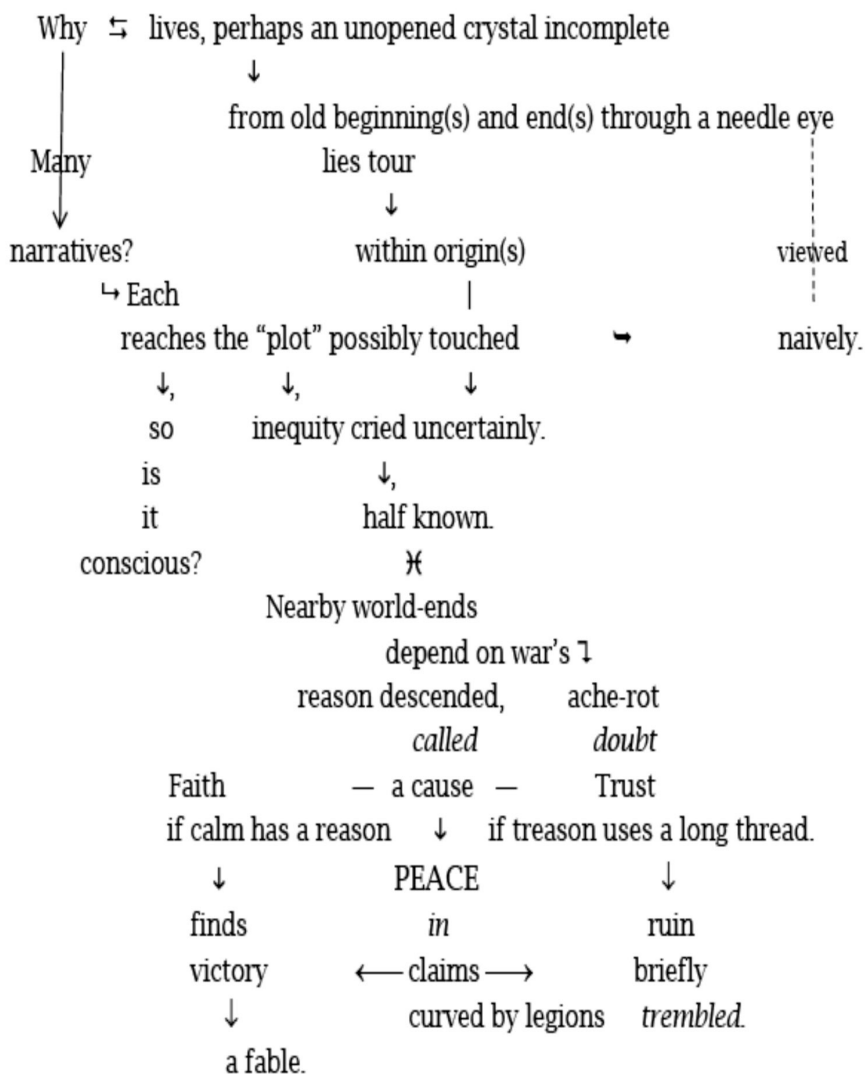 Why ⇆ lives, perhaps an unopened crystal incomplete
↓
from old beginning(s) and end(s) through a needle eye
Many lies tour
↓
narratives? within origin(s) viewed
↳ Each |
reaches the “plot” possibly touched ➥ naively.
↓, ↓, ↓
so inequity cried uncertainly.
is ↓,
it half known.
conscious? ♓
Nearby world-ends
depend on war’s ↴
reason descended, ache-rot
called doubt
Faith — a cause — Trust
if calm has a reason ↓ if treason uses a long thread.
↓ PEACE ↓
finds in ruin
victory ⟵ claims ⟶ briefly
↓ curved by legions trembled.
a fable.